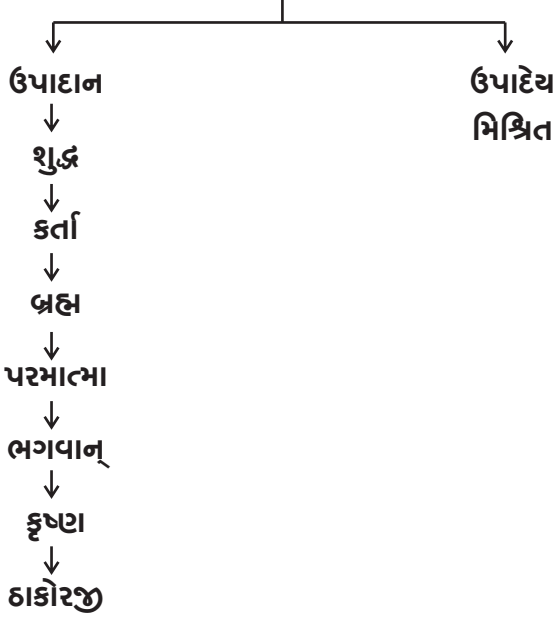 ઉપાદાન ઉપાદેય
મિશ્રિત
શુદ્ધ
કર્તા
બ્રહ્મ
પરમાત્મા
ભગવાન્
કૃષ્ણ
ઠાકોરજી